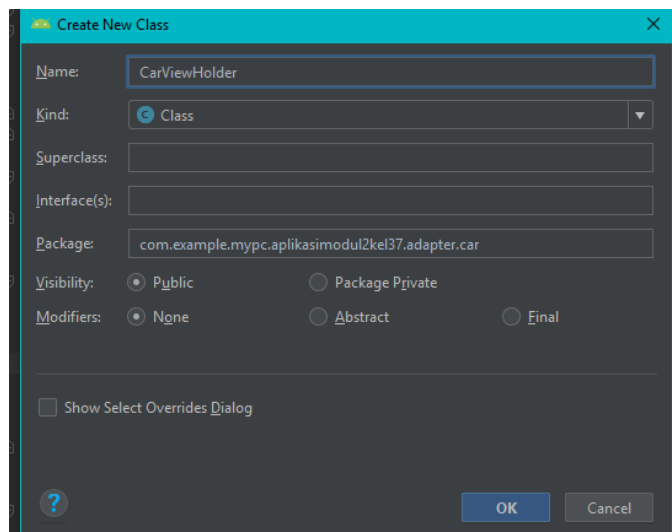 Create New Class
Name: CarViewHolder
Kind: C Class
Superclass:
Interface(s):
Package: com.example.mypc.aplikasimodul2kel37.adapter.car
Visibility: Public Package Private
Modifiers: None Abstract Final
Show Select Overrides Dialog
? OK Cancel